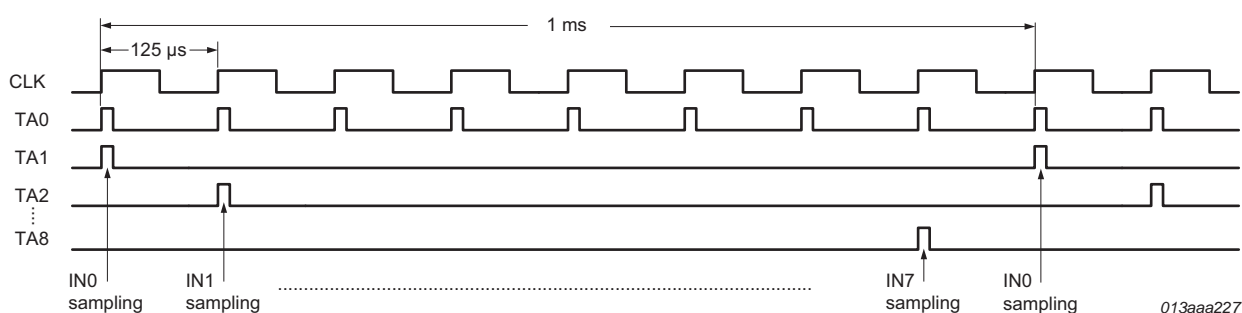 1 ms
125 µs
CLK
TA0
TA1
TA2
TA8
IN0 sampling
IN1 sampling
IN7 sampling
IN0 sampling
013aaa227